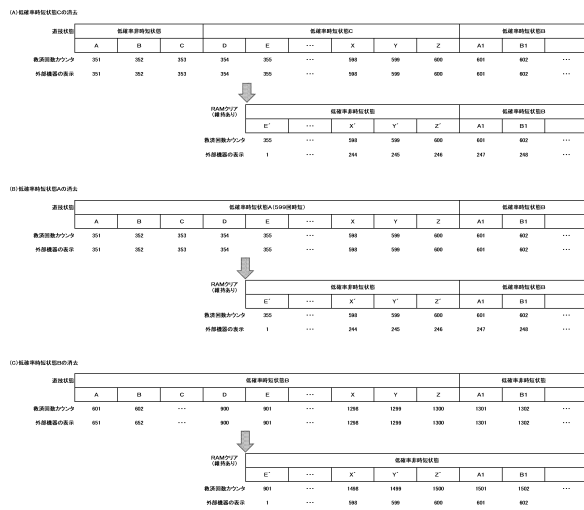 (A)低確率時短状態Cの消去
遊技状態 低確率非時短状態 低確率時短状態C 低確率時短状態B
A B C D E ・・・ X Y Z A1 B1
救済回数カウンタ 351 352 353 354 355 ・・・ 598 599 600 601 602 ・・・
外部機器の表示 351 352 353 354 355 ・・・ 598 599 600 601 602 ・・・
RAMクリア
(維持あり)
低確率非時短状態 低確率時短状態B
E' ・・・ X' Y' Z' A1 B1
救済回数カウンタ 355 ・・・ 598 599 600 601 602 ・・・
外部機器の表示 1 ・・・ 244 245 246 247 248 ・・・
(B)低確率時短状態Aの消去
遊技状態 低確率時短状態A(599回時短) 低確率時短状態B
A B C D E ・・・ X Y Z A1 B1
救済回数カウンタ 351 352 353 354 355 ・・・ 598 599 600 601 602 ・・・
外部機器の表示 351 352 353 354 355 ・・・ 598 599 600 601 602 ・・・
RAMクリア
(維持あり)
低確率非時短状態 低確率時短状態B
E' ・・・ X' Y' Z' A1 B1
救済回数カウンタ 355 ・・・ 598 599 600 601 602 ・・・
外部機器の表示 1 ・・・ 244 245 246 247 248 ・・・
(C)低確率時短状態Bの消去
遊技状態 低確率時短状態B 低確率非時短状態
A B C D E ・・・ X Y Z A1 B1
救済回数カウンタ 601 602 ・・・ 900 901 ・・・ 1298 1299 1300 1301 1302 ・・・
外部機器の表示 651 652 ・・・ 900 901 ・・・ 1298 1299 1300 1301 1302 ・・・
RAMクリア
(維持あり)
低確率非時短状態
E' ・・・ X' Y' Z' A1 B1
救済回数カウンタ 901 ・・・ 1498 1499 1500 1501 1502 ・・・
外部機器の表示 1 ・・・ 598 599 600 601 602 ・・・